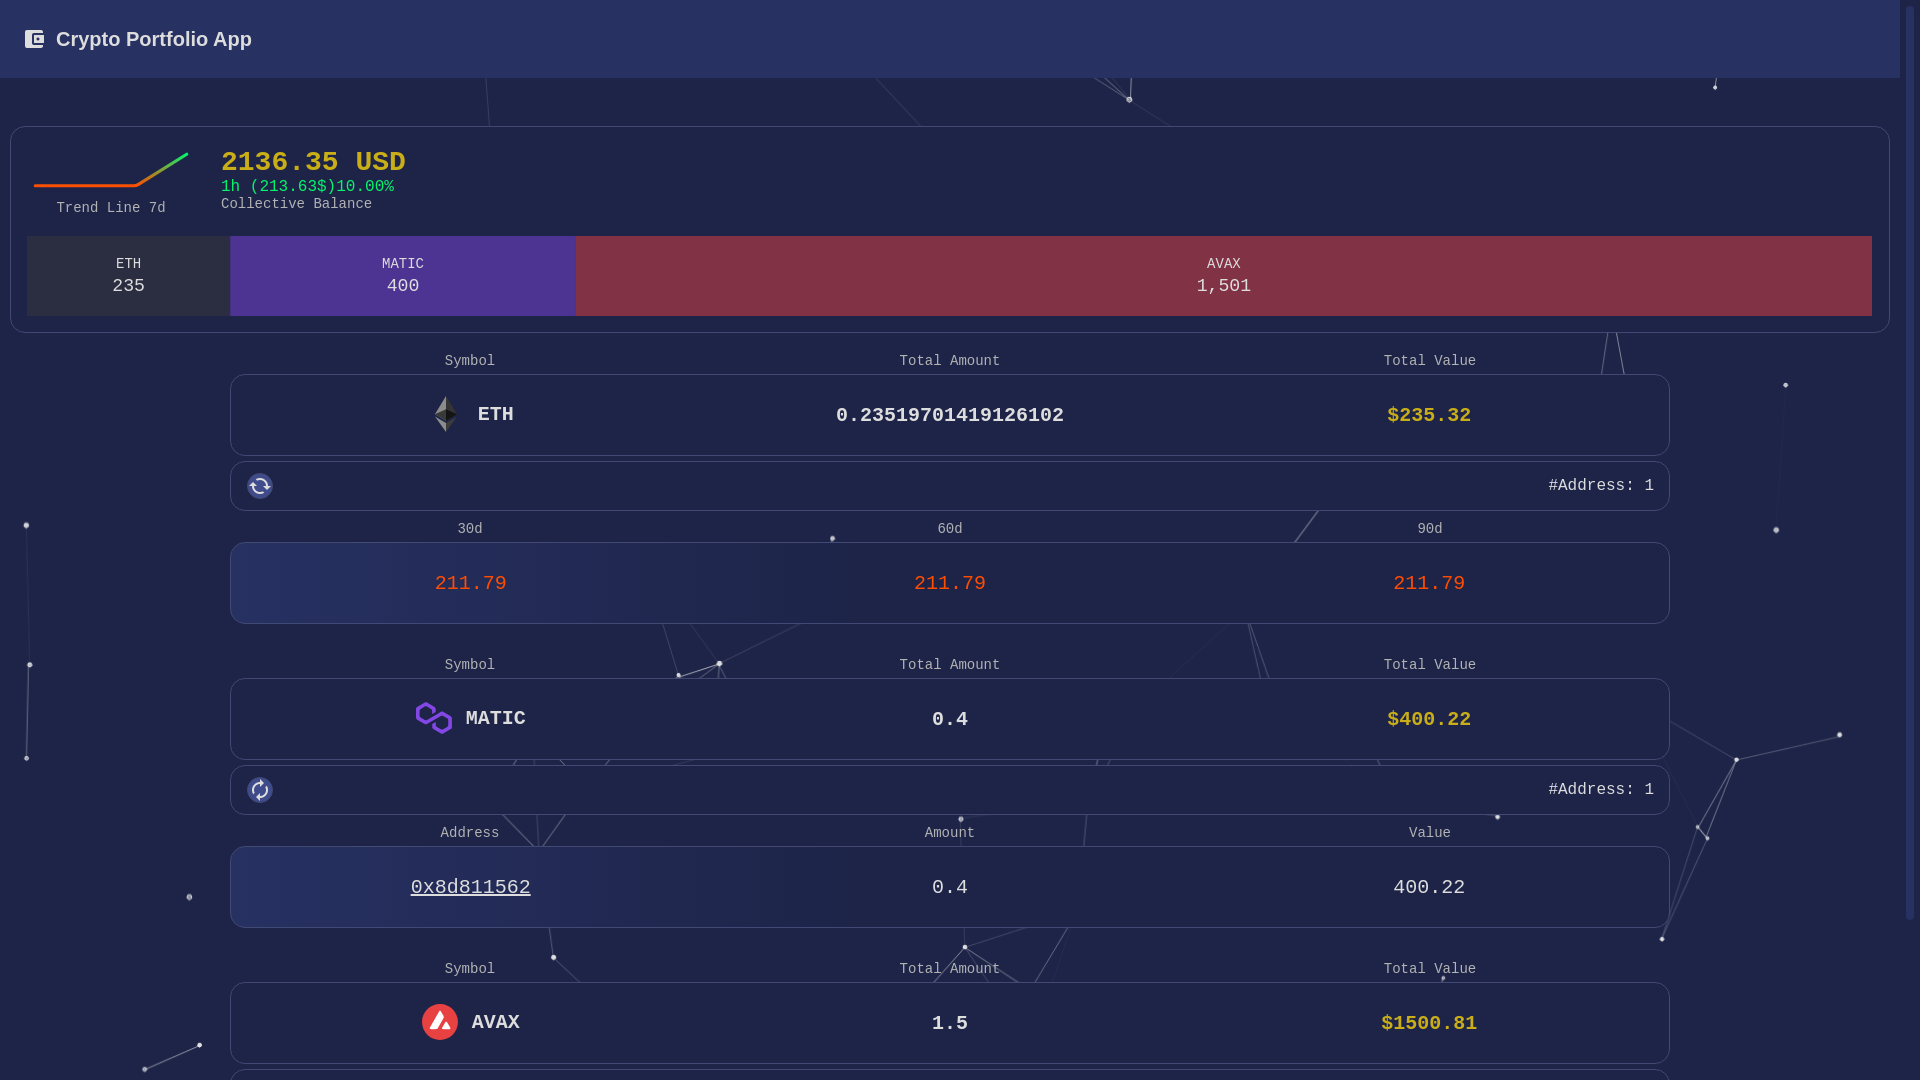 Crypto Portfolio App
2136.35 USD
1h (213.63$)10.00%
Collective Balance
Trend Line 7d
ETH MATIC AVAX
235 400 1,501
Symbol Total Amount Total Value
ETH 0.23519701419126102 $235.32
#Address: 1
30d 60d 90d
211.79 211.79 211.79
Symbol Total Amount Total Value
MATIC 0.4 $400.22
#Address: 1
Address Amount Value
0x8d811562 0.4 400.22
Symbol Total Amount Total Value
AVAX 1.5 $1500.81